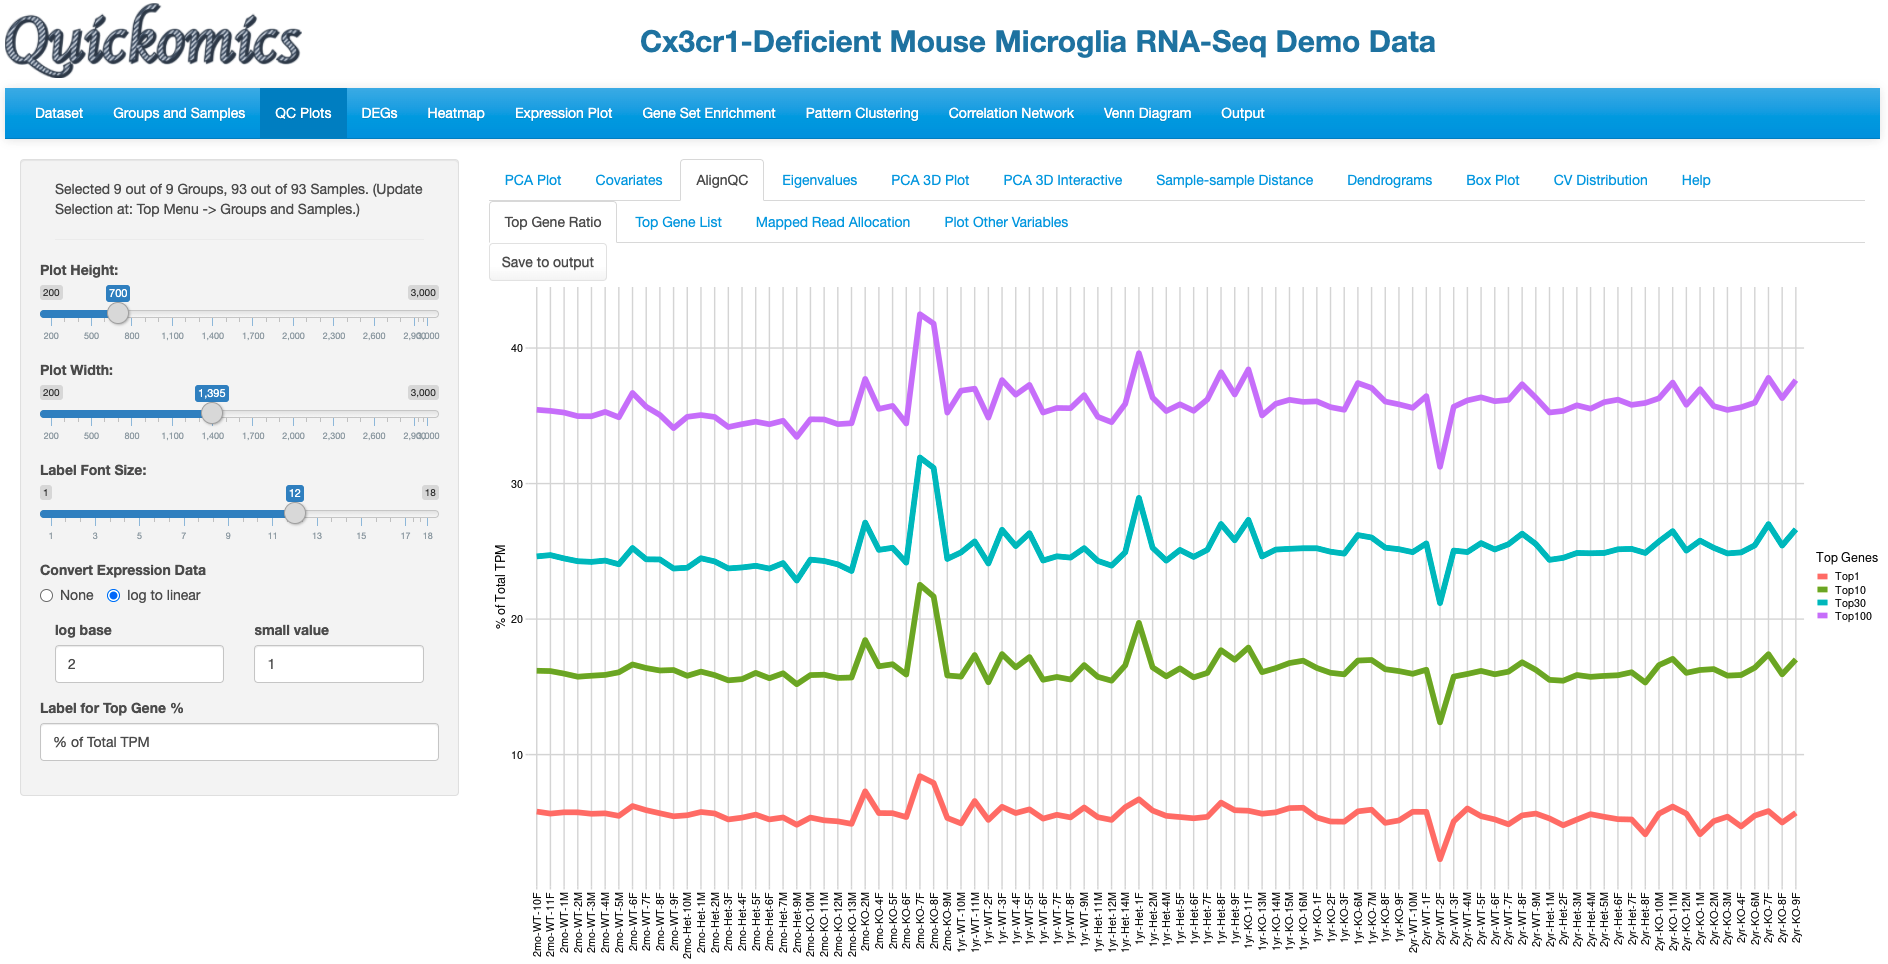 Quickomics
Cx3cr1-Deficient Mouse Microglia RNA-Seq Demo Data
Dataset
Groups and Samples
QC Plots
DEGs
Heatmap
Expression Plot
Gene Set Enrichment
Pattern Clustering
Correlation Network
Venn Diagram
Output
Selected 9 out of 9 Groups, 93 out of 93 Samples. (Update
Selection at: Top Menu -> Groups and Samples.)
Plot Height:
200 700 3,000
200 500 800 1,100 1,400 1,700 2,000 2,300 2,600 2,900 3,000
Plot Width:
200 1,395 3,000
200 500 800 1,100 1,400 1,700 2,000 2,300 2,600 2,900 3,000
Label Font Size:
1 12 18
1 3 5 7 9 11 13 15 17 18
Convert Expression Data
None log to linear
log base
small value
2
1
Label for Top Gene %
% of Total TPM
PCA Plot
Covariates
AlignQC
Eigenvalues
PCA 3D Plot
PCA 3D Interactive
Sample-sample Distance
Dendrograms
Box Plot
CV Distribution
Help
Top Gene Ratio
Top Gene List
Mapped Read Allocation
Plot Other Variables
Save to output
% of Total TPM
40
30
20
10
2mo-WT-10F
2mo-WT-11F
2mo-WT-1M
2mo-WT-2M
2mo-WT-3M
2mo-WT-4M
2mo-WT-5M
2mo-WT-6F
2mo-WT-7F
2mo-WT-8F
2mo-WT-9F
2mo-Het-10M
2mo-Het-1M
2mo-Het-2M
2mo-Het-3F
2mo-Het-4F
2mo-Het-5F
2mo-Het-6F
2mo-Het-7M
2mo-Het-9M
2mo-KO-10M
2mo-KO-11M
2mo-KO-12M
2mo-KO-13M
2mo-KO-2M
2mo-KO-4F
2mo-KO-5F
2mo-KO-6F
2mo-KO-7F
2mo-KO-8F
2mo-KO-9M
1yr-WT-10M
1yr-WT-11M
1yr-WT-2F
1yr-WT-3F
1yr-WT-4F
1yr-WT-6F
1yr-WT-7F
1yr-WT-8F
1yr-WT-9M
1yr-Het-11M
1yr-Het-12M
1yr-Het-14M
1yr-Het-1F
1yr-Het-2M
1yr-Het-4M
1yr-Het-5F
1yr-Het-6F
1yr-Het-7F
1yr-Het-8F
1yr-Het-9F
1yr-KO-11F
1yr-KO-13M
1yr-KO-14M
1yr-KO-15M
1yr-KO-16M
1yr-KO-1F
1yr-KO-2F
1yr-KO-3F
1yr-KO-6M
1yr-KO-7M
1yr-KO-8F
1yr-KO-9F
2yr-WT-10M
2yr-WT-1F
2yr-WT-2F
2yr-WT-3F
2yr-WT-4M
2yr-WT-5F
2yr-WT-6F
2yr-WT-7F
2yr-WT-8F
2yr-WT-9M
2yr-Het-1M
2yr-Het-2M
2yr-Het-3M
2yr-Het-4M
2yr-Het-5M
2yr-Het-6F
2yr-Het-7F
2yr-Het-8F
2yr-KO-10M
2yr-KO-11M
2yr-KO-12M
2yr-KO-1M
2yr-KO-2M
2yr-KO-3M
2yr-KO-4F
2yr-KO-6M
2yr-KO-7F
2yr-KO-8F
2yr-KO-9F
Top Genes
Top1
Top10
Top30
Top100